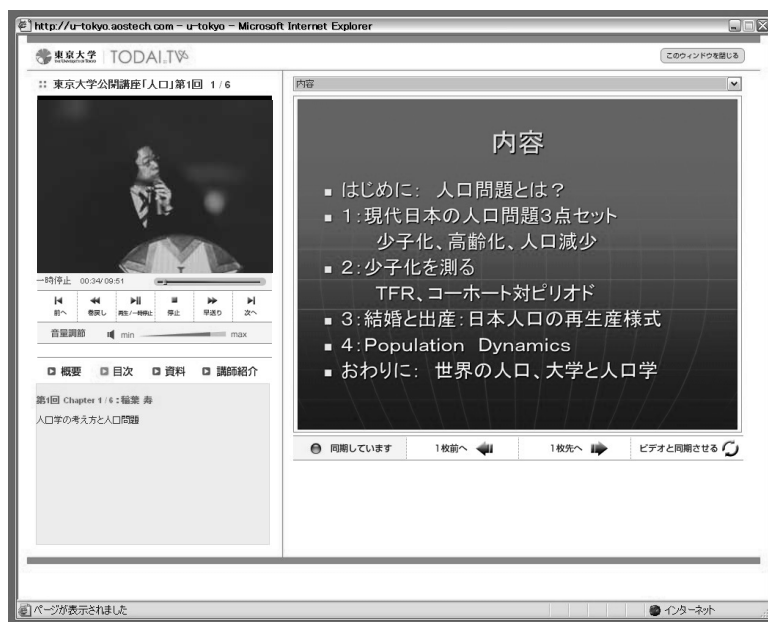 http://u-tokyo.aostech.com - u-tokyo - Microsoft Internet Explorer
東京大学 TODAI.TV
このウィンドウを閉じる
東京大学公開講座「人口」第1回 1/6
一時停止 00:34/09:51
前へ 巻戻し 再生/一時停止 停止 早送り 次へ
音量調節 min max
概要 目次 資料 講師紹介
第1回 Chapter 1/6:稲葉 寿
人口学の考え方と人口問題
内容
内容
はじめに: 人口問題とは?
1:現代日本の人口問題3点セット
少子化、高齢化、人口減少
2:少子化を測る
TFR、コーホート対ピリオド
3:結婚と出産:日本人口の再生産様式
4:Population Dynamics
おわりに: 世界の人口、大学と人口学
同期しています 1枚前へ 1枚先へ ビデオと同期させる
ページが表示されました インターネット